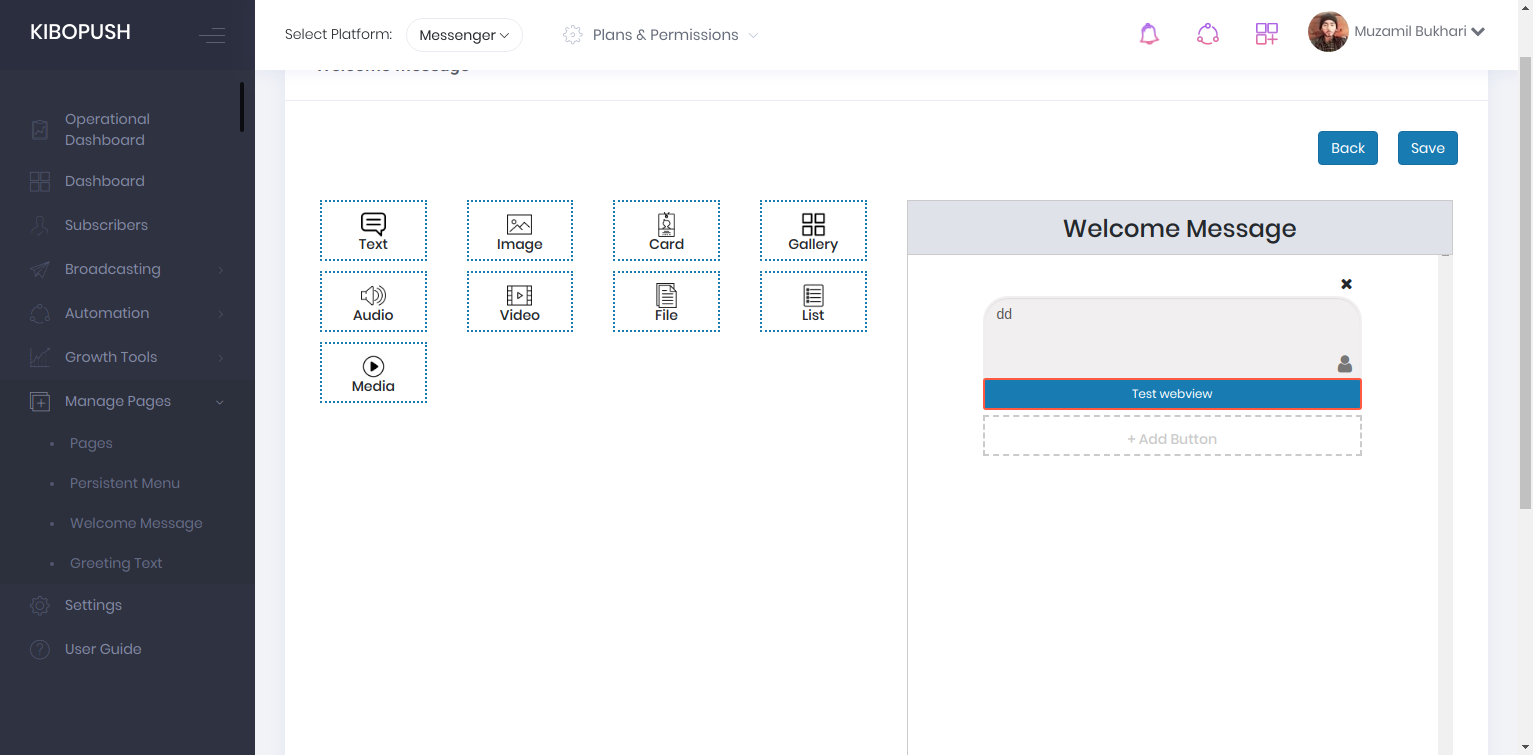 KIBOPUSH
Select Platform:
Messenger
Plans & Permissions
Muzamil Bukhari
Welcome Message
Operational
Dashboard
Dashboard
Subscribers
Broadcasting
Automation
Growth Tools
Manage Pages
Pages
Persistent Menu
Welcome Message
Greeting Text
Settings
User Guide
Back
Save
Text
Image
Card
Gallery
Audio
Video
File
List
Media
Welcome Message
dd
Test webview
+ Add Button